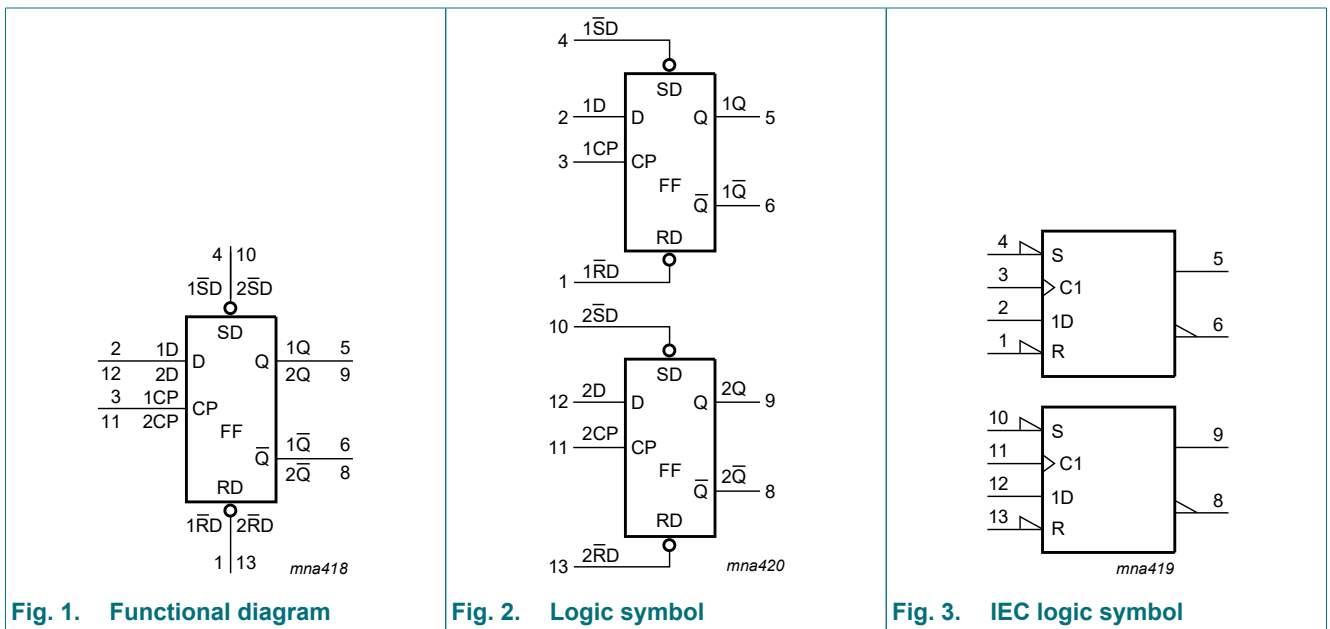 4 10
1S̅D 2S̅D
SD
2 1D D Q 1Q 5
12 2D 2Q 9
3 1CP CP
11 2CP
FF
Q̅ 1Q̅ 6
2Q̅ 8
RD
1R̅D 2R̅D
1 13
mna418
Fig. 1. Functional diagram
4 1S̅D
SD
2 1D D Q 1Q 5
3 1CP CP
FF
Q̅ 1Q̅ 6
RD
1 1R̅D
10 2S̅D
SD
12 2D D Q 2Q 9
11 2CP CP
FF
Q̅ 2Q̅ 8
RD
13 2R̅D
mna420
Fig. 2. Logic symbol
4 S
5
3 C1
2 1D
6
1 R
10 S
9
11 C1
12 1D
8
13 R
mna419
Fig. 3. IEC logic symbol